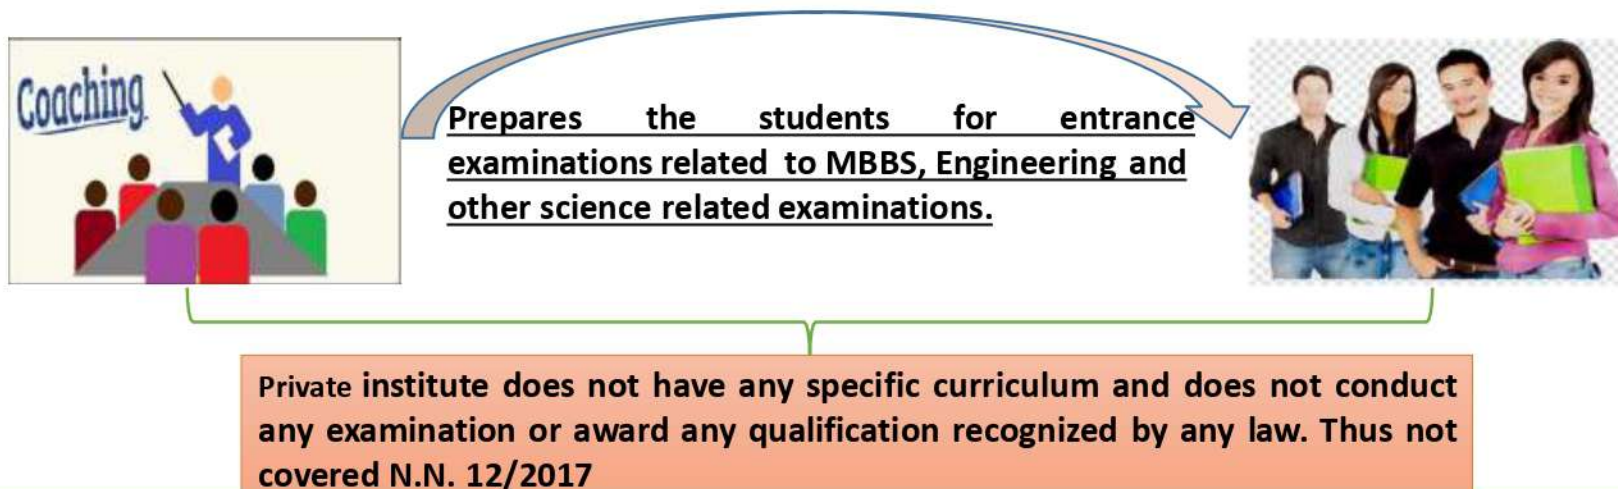 Coaching
Prepares the students for entrance
examinations related to MBBS, Engineering and
other science related examinations.
Private institute does not have any specific curriculum and does not conduct
any examination or award any qualification recognized by any law. Thus not
covered N.N. 12/2017